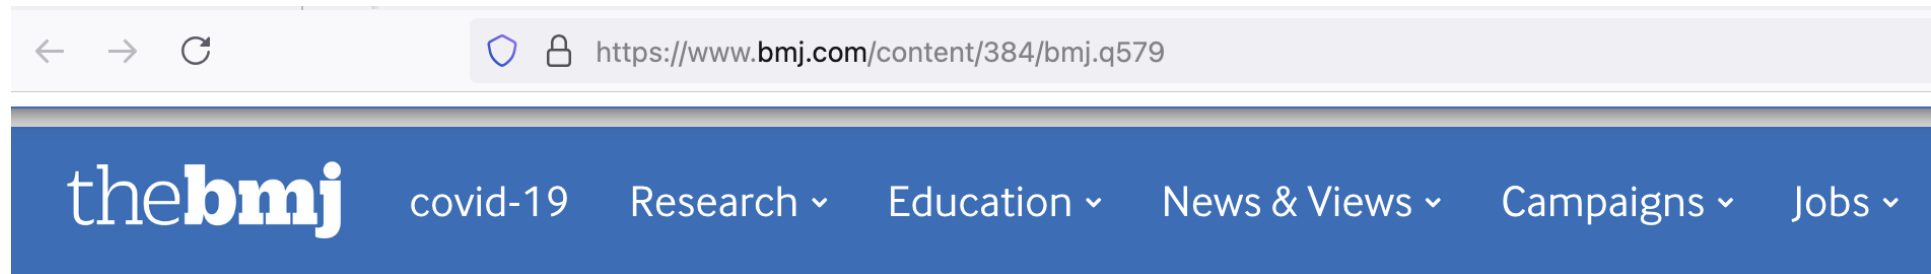 https://www.bmj.com/content/384/bmj.q579
thebmj covid-19 Research Education News & Views Campaigns Jobs